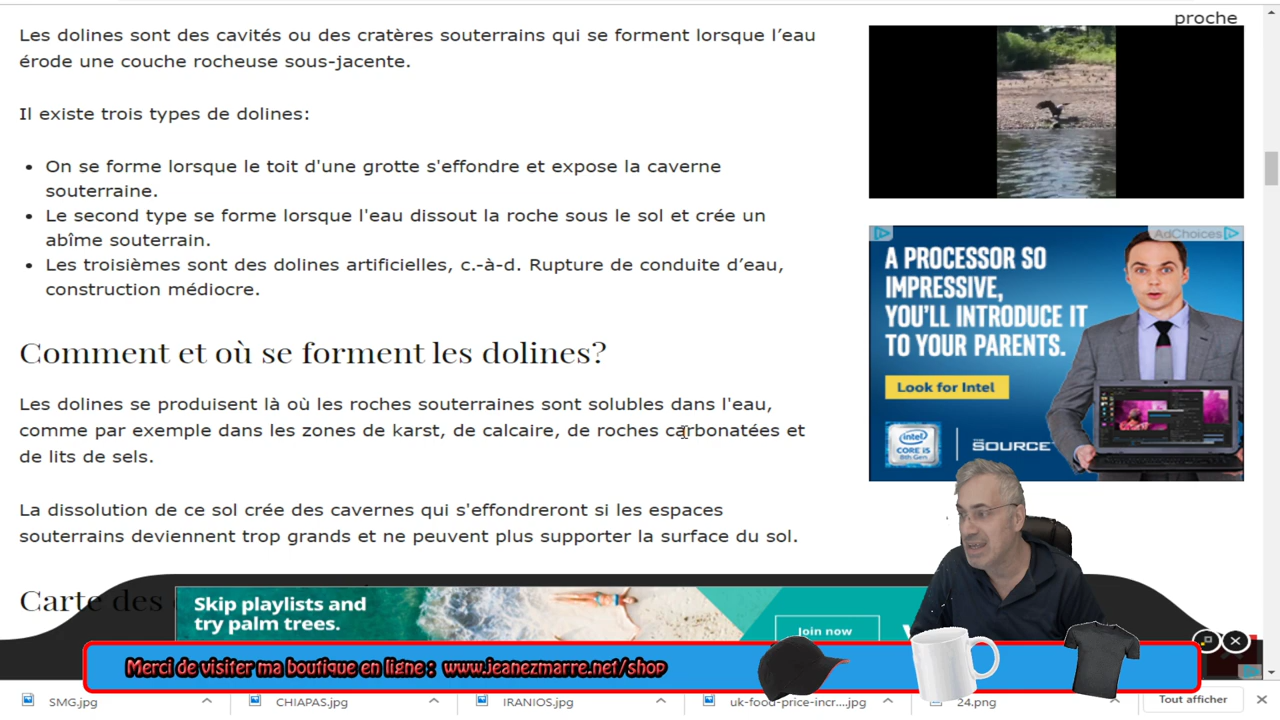 proche
Les dolines sont des cavités ou des cratères souterrains qui se forment lorsque l’eau
érode une couche rocheuse sous-jacente.
Il existe trois types de dolines:
• On se forme lorsque le toit d'une grotte s'effondre et expose la caverne
souterraine.
• Le second type se forme lorsque l'eau dissout la roche sous le sol et crée un
abîme souterrain.
• Les troisièmes sont des dolines artificielles, c.-à-d. Rupture de conduite d’eau,
construction médiocre.
Comment et où se forment les dolines?
Les dolines se produisent là où les roches souterraines sont solubles dans l'eau,
comme par exemple dans les zones de karst, de calcaire, de roches carbonatées et
de lits de sels.
La dissolution de ce sol crée des cavernes qui s'effondreront si les espaces
souterrains deviennent trop grands et ne peuvent plus supporter la surface du sol.
Carte des
AdChoices
A PROCESSOR SO
IMPRESSIVE,
YOU’LL INTRODUCE IT
TO YOUR PARENTS.
Look for Intel
intel
CORE i5
8th Gen
THE SOURCE
Skip playlists and
try palm trees.
Join now
Merci de visiter ma boutique en ligne : www.jeanezmarre.net/shop
SMG.jpg
CHIAPAS.jpg
IRANIOS.jpg
uk-food-price-incr....jpg
24.png
Tout afficher